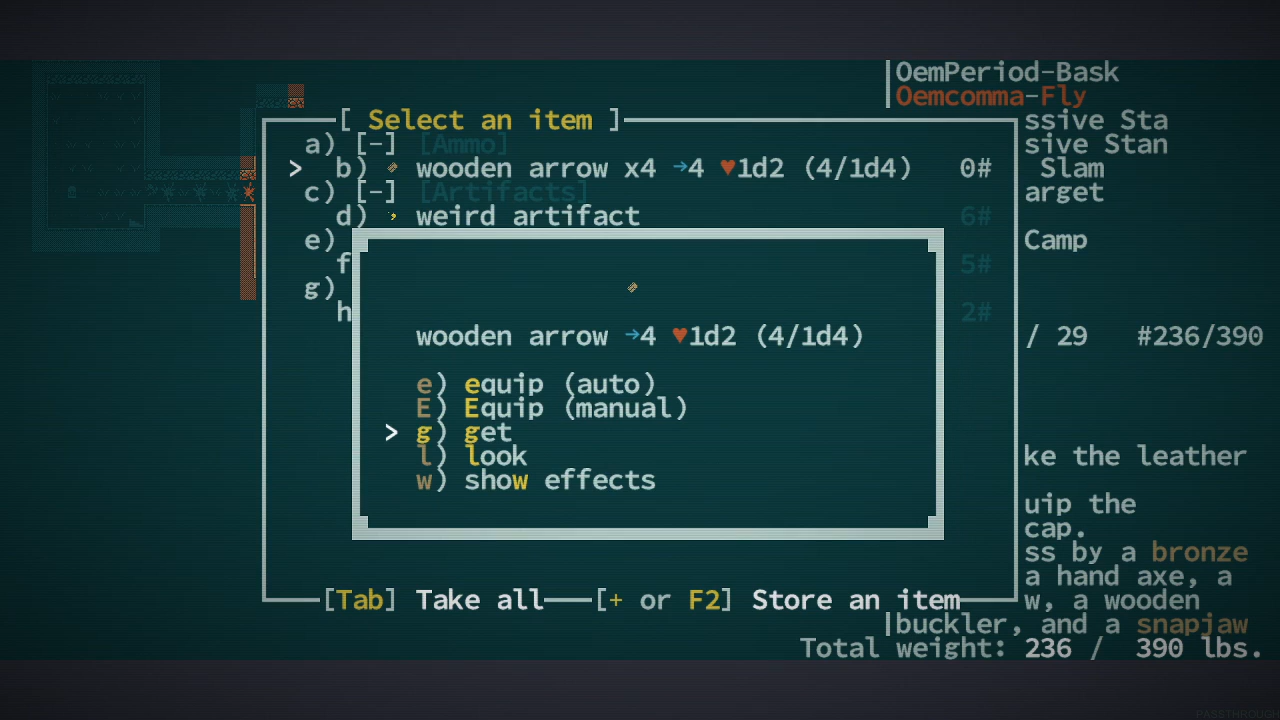 OemPeriod-Bask
Oemcomma-Fly
[ Select an item ]
ssive Sta
a) [-] [Ammo]
sive Stan
> b) wooden arrow x4 →4 ♥1d2 (4/1d4) 0#
Slam
c) [-] [Artifacts]
arget
d) weird artifact 6#
e)
Camp
f 5#
g)
h 2#
/ 29 #236/390
wooden arrow →4 ♥1d2 (4/1d4)
e) equip (auto)
E) Equip (manual)
> g) get
l) look
w) show effects
ke the leather
uip the
cap.
ss by a bronze
a hand axe, a
[Tab] Take all [+ or F2] Store an item
w, a wooden
buckler, and a snapjaw
Total weight: 236 / 390 lbs.